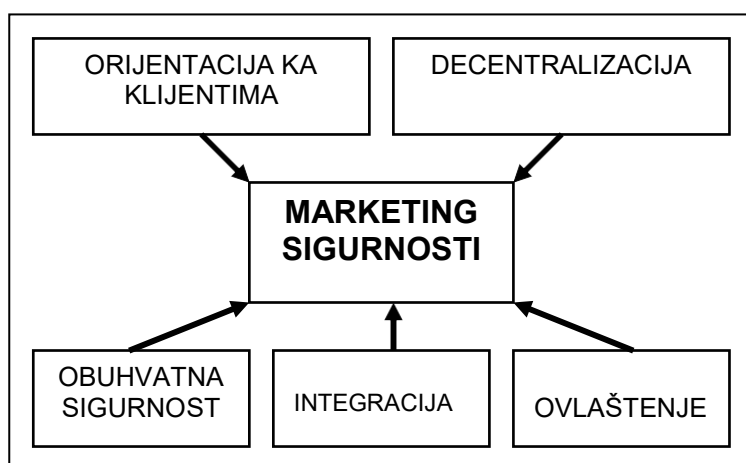 ORIJENTACIJA KA
KLIJENTIMA
DECENTRALIZACIJA
MARKETING
SIGURNOSTI
OBUHVATNA
SIGURNOST
INTEGRACIJA
OVLAŠTENJE